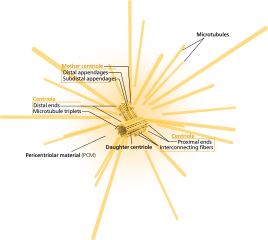 Microtubules
Mother centriole
Distal appendages
Subdistal appendages
Centriole
Distal ends
Microtubule triplets
Centriole
Proximal ends
Interconnecting fibers
Daughter centriole
Pericentriolar material (PCM)